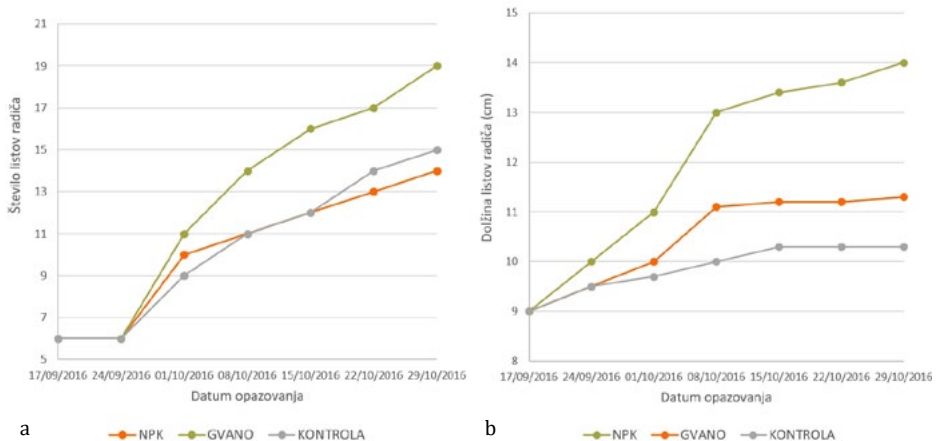 21
19
17
15
13
11
9
7
5
Število listov radiča
17/09/2016 24/09/2016 01/10/2016 08/10/2016 15/10/2016 22/10/2016 29/10/2016
Datum opazovanja
a
NPK GVANO KONTROLA
15
14
13
12
11
10
9
8
Dolžina listov radiča (cm)
17/09/2016 24/09/2016 01/10/2016 08/10/2016 15/10/2016 22/10/2016 29/10/2016
Datum opazovanja
b
NPK GVANO KONTROLA